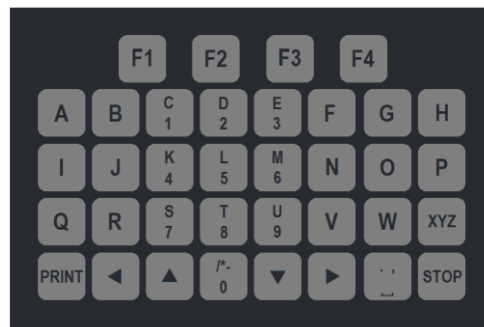 F1 F2 F3 F4
A B C D E F G H
1 2 3
I J K L M N O P
4 5 6
Q R S T U V W XYZ
7 8 9
PRINT ◀ ▲ /*- ▼ ▶ . , STOP
0 ⎵